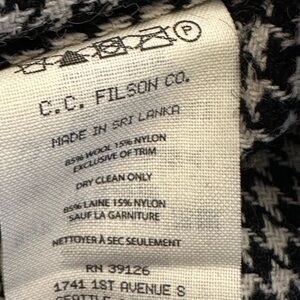 P
C.C. FILSON CO.
MADE IN SRI LANKA
85% WOOL 15% NYLON
EXCLUSIVE OF TRIM
DRY CLEAN ONLY
85% LAINE 15% NYLON
SAUF LA GARNITURE
NETTOYER À SEC SEULEMENT
RN 39126
1741 1ST AVENUE S
SEATTLE